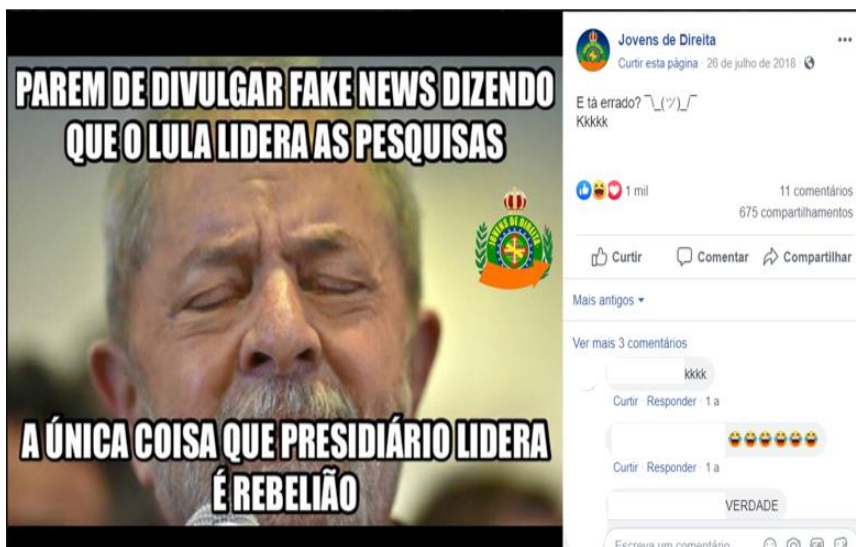 PAREM DE DIVULGAR FAKE NEWS DIZENDO
QUE O LULA LIDERA AS PESQUISAS
JOVENS DE DIREITA
A ÚNICA COISA QUE PRESIDIÁRIO LIDERA
É REBELIÃO
Jovens de Direita
Curtir esta página · 26 de julho de 2018 ·
E tá errado? ¯\_(ツ)_/¯
Kkkkk
1 mil
11 comentários
675 compartilhamentos
Curtir Comentar Compartilhar
Mais antigos
Ver mais 3 comentários
kkkk
Curtir · Responder · 1 a
😂😂😂😂😂😂
Curtir · Responder · 1 a
VERDADE
Escreva um comentário